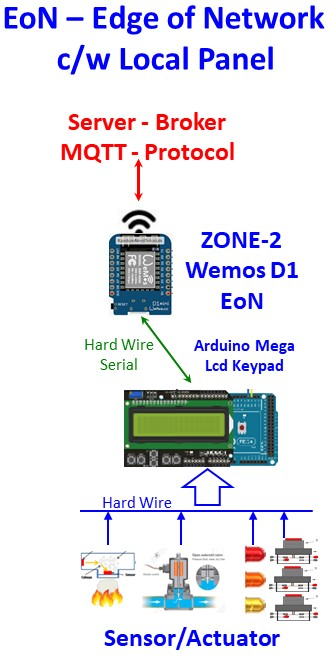 EoN – Edge of Network
c/w Local Panel
Server - Broker
MQTT - Protocol
ZONE-2
Wemos D1
EoN
Hard Wire
Serial
Arduino Mega
Lcd Keypad
Hard Wire
Sensor/Actuator